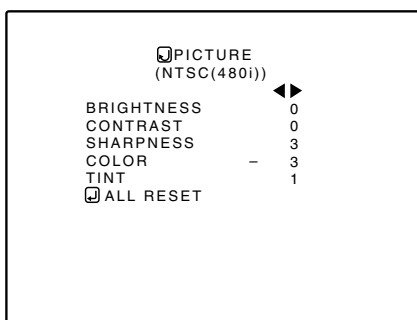 PICTURE
(NTSC(480i))
BRIGHTNESS 0
CONTRAST 0
SHARPNESS 3
COLOR – 3
TINT 1
ALL RESET